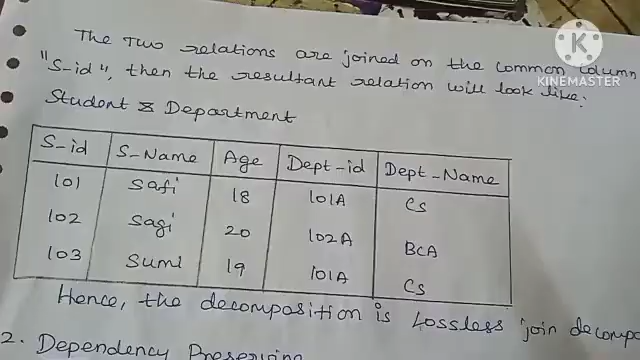 The Two relations are joined on the common column
"S-id", then the resultant relation will look like:
Student ⋈ Department
S-id S-Name Age Dept-id Dept-Name
101 Safi 18 101A CS
102 Sagi 20 102A BCA
103 Sumi 19 101A CS
Hence, the decomposition is Lossless join decompo
2. Dependency Preserving
KINEMASTER